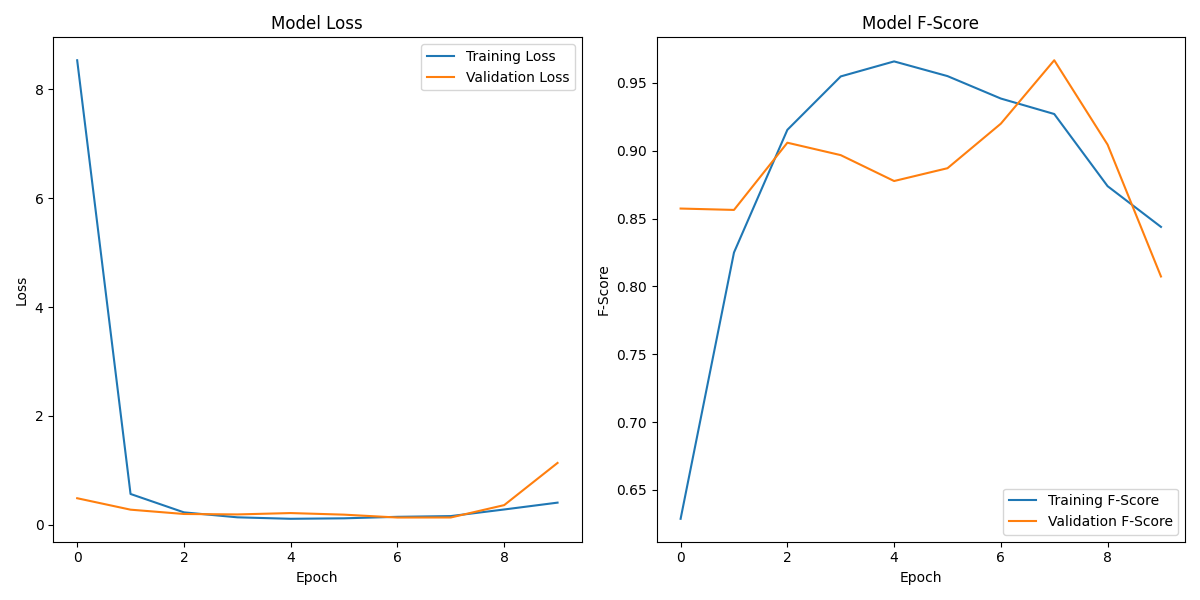 Model Loss
Training Loss
Validation Loss
Loss
8
6
4
2
0
0 2 4 6 8
Epoch
Model F-Score
F-Score
0.95
0.90
0.85
0.80
0.75
0.70
0.65
Training F-Score
Validation F-Score
0 2 4 6 8
Epoch